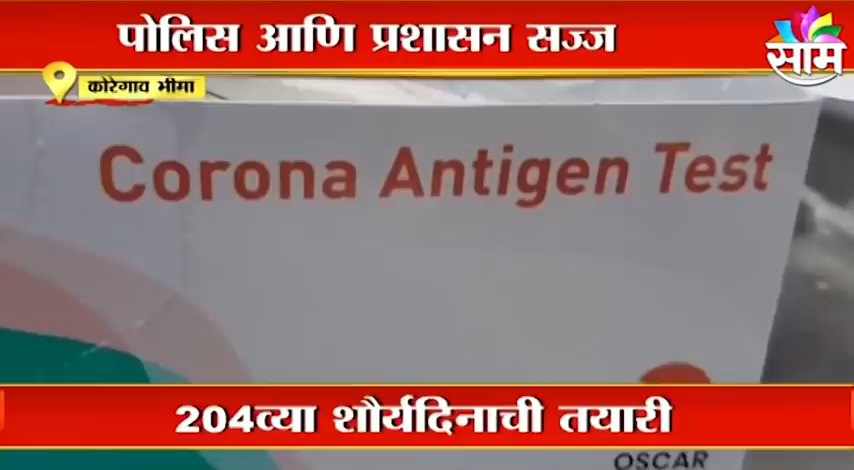 पोलिस आणि प्रशासन सज्ज
साम
कोरेगाव भीमा
Corona Antigen Test
204व्या शौर्यदिनाची तयारी
OSCAR